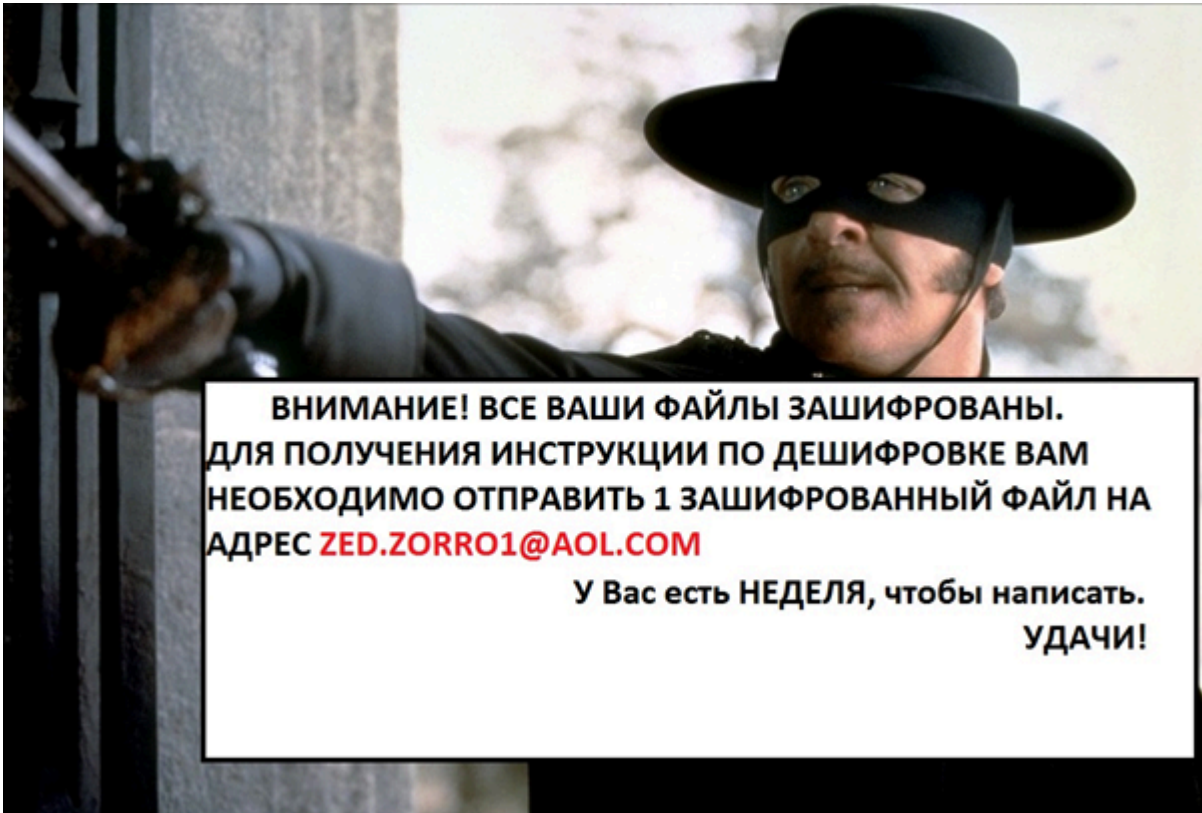 ВНИМАНИЕ! ВСЕ ВАШИ ФАЙЛЫ ЗАШИФРОВАНЫ.
ДЛЯ ПОЛУЧЕНИЯ ИНСТРУКЦИИ ПО ДЕШИФРОВКЕ ВАМ
НЕОБХОДИМО ОТПРАВИТЬ 1 ЗАШИФРОВАННЫЙ ФАЙЛ НА
АДРЕС ZED.ZORRO1@AOL.COM
У Вас есть НЕДЕЛЯ, чтобы написать.
УДАЧИ!